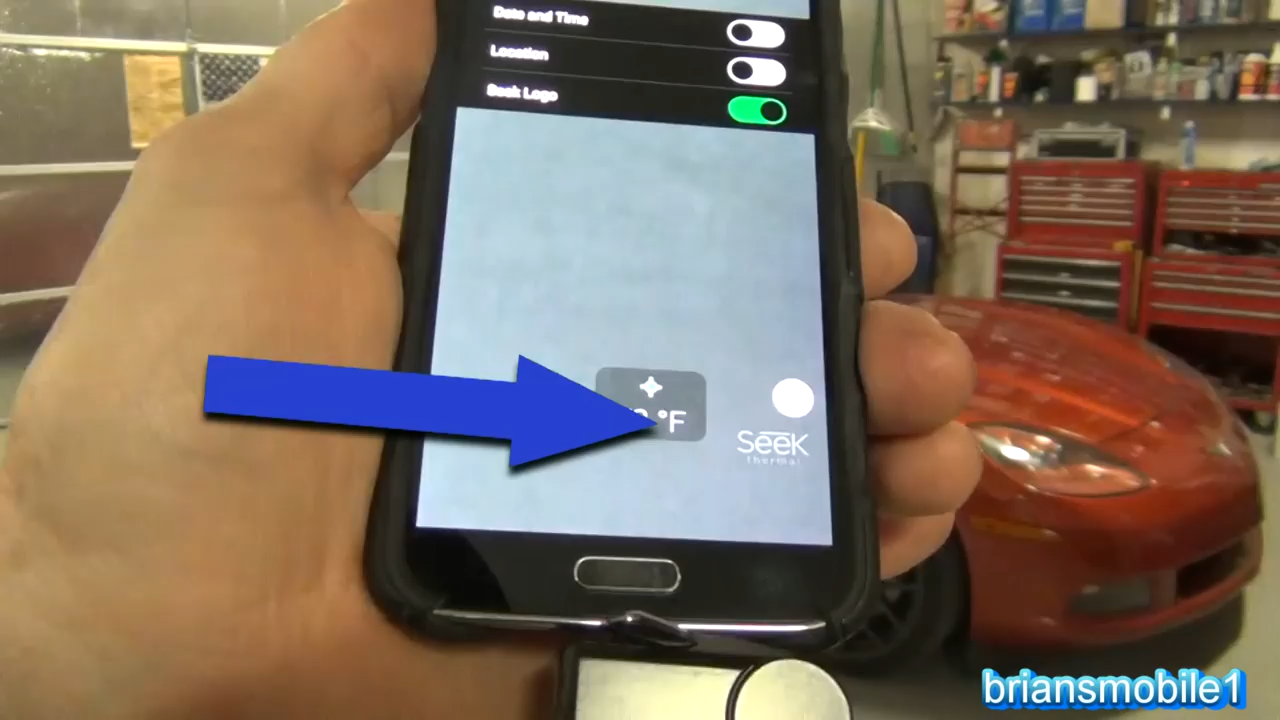 Date and Time
Location
Seek Logo
°F
Seek
thermal
briansmobile1